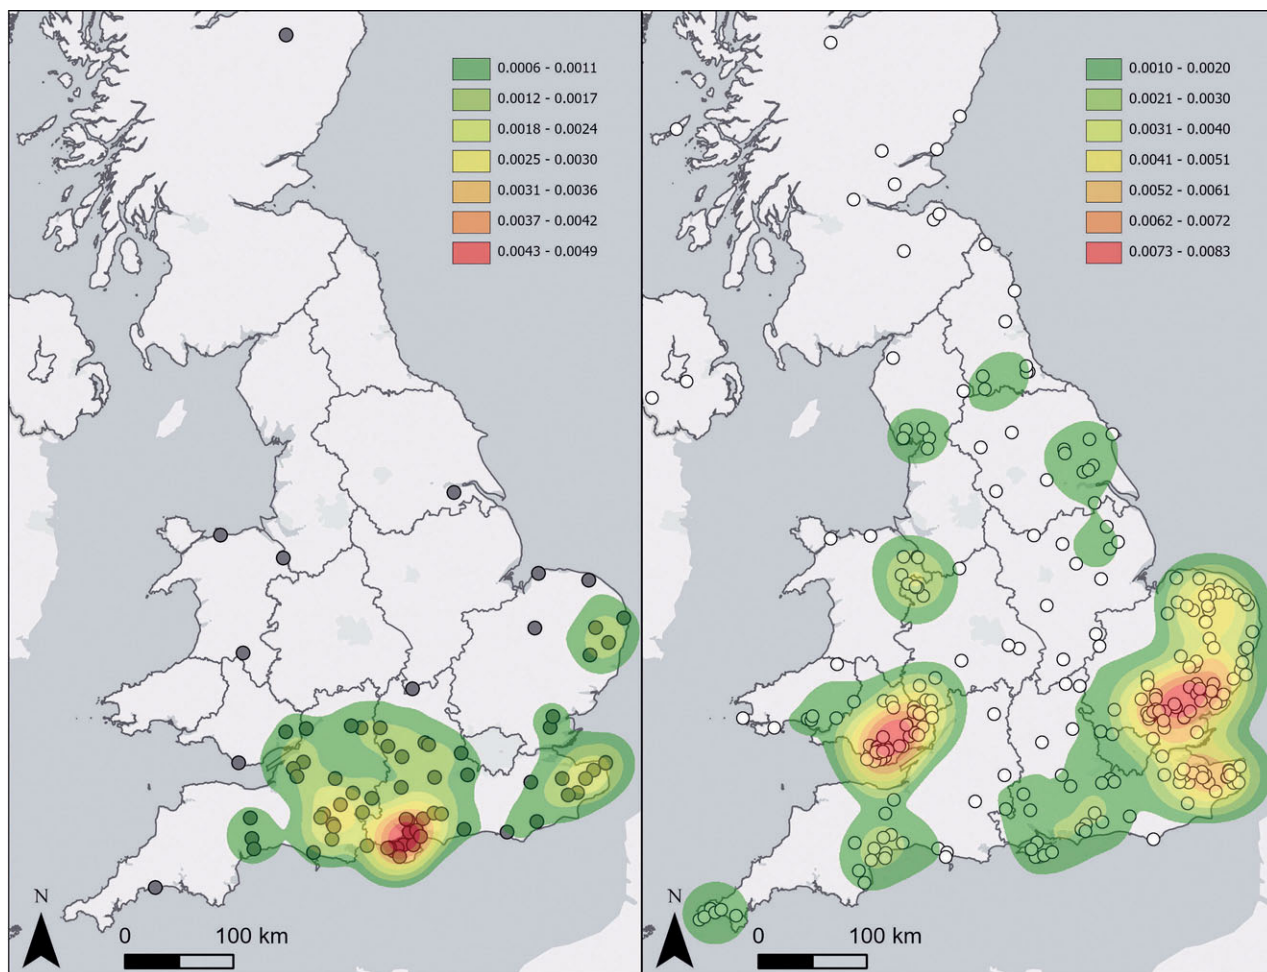 0.0006 - 0.0011
0.0012 - 0.0017
0.0018 - 0.0024
0.0025 - 0.0030
0.0031 - 0.0036
0.0037 - 0.0042
0.0043 - 0.0049
N
0 100 km
0.0010 - 0.0020
0.0021 - 0.0030
0.0031 - 0.0040
0.0041 - 0.0051
0.0052 - 0.0061
0.0062 - 0.0072
0.0073 - 0.0083
N
0 100 km